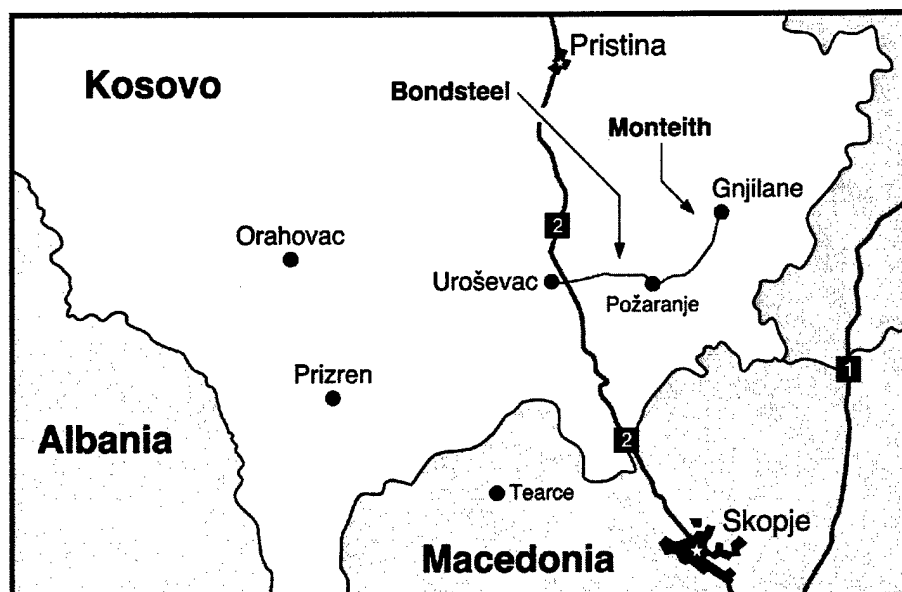 Pristina
Kosovo
Bondsteel
Monteith
Gnjilane
2
Orahovac
Uroševac
Požaranje
1
Prizren
Albania
2
Tearce
Skopje
Macedonia